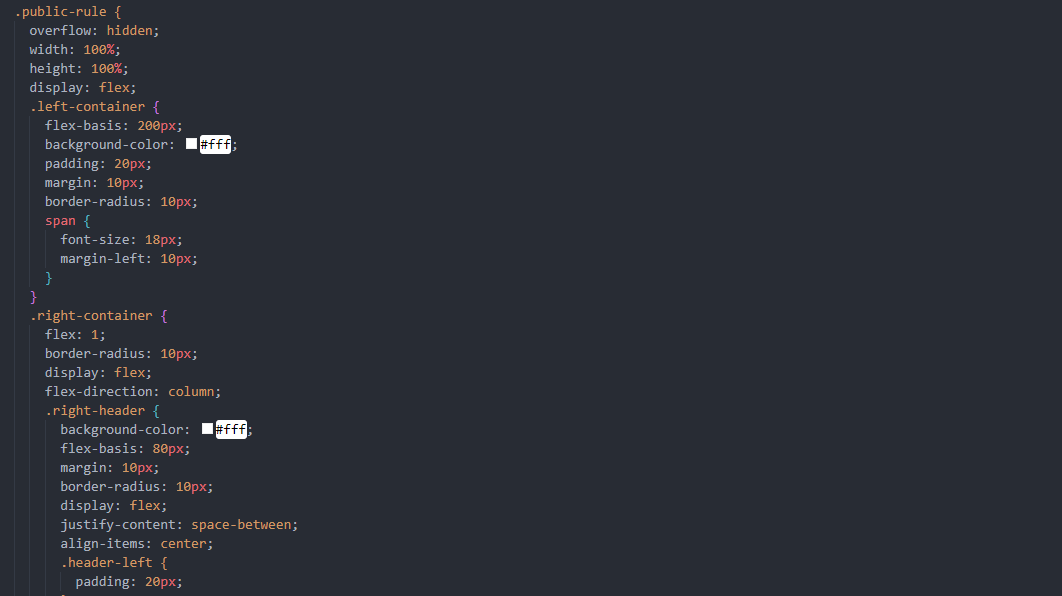 .public-rule {
overflow: hidden;
width: 100%;
height: 100%;
display: flex;
.left-container {
flex-basis: 200px;
background-color: #fff;
padding: 20px;
margin: 10px;
border-radius: 10px;
span {
font-size: 18px;
margin-left: 10px;
}
}
.right-container {
flex: 1;
border-radius: 10px;
display: flex;
flex-direction: column;
.right-header {
background-color: #fff;
flex-basis: 80px;
margin: 10px;
border-radius: 10px;
display: flex;
justify-content: space-between;
align-items: center;
.header-left {
padding: 20px;